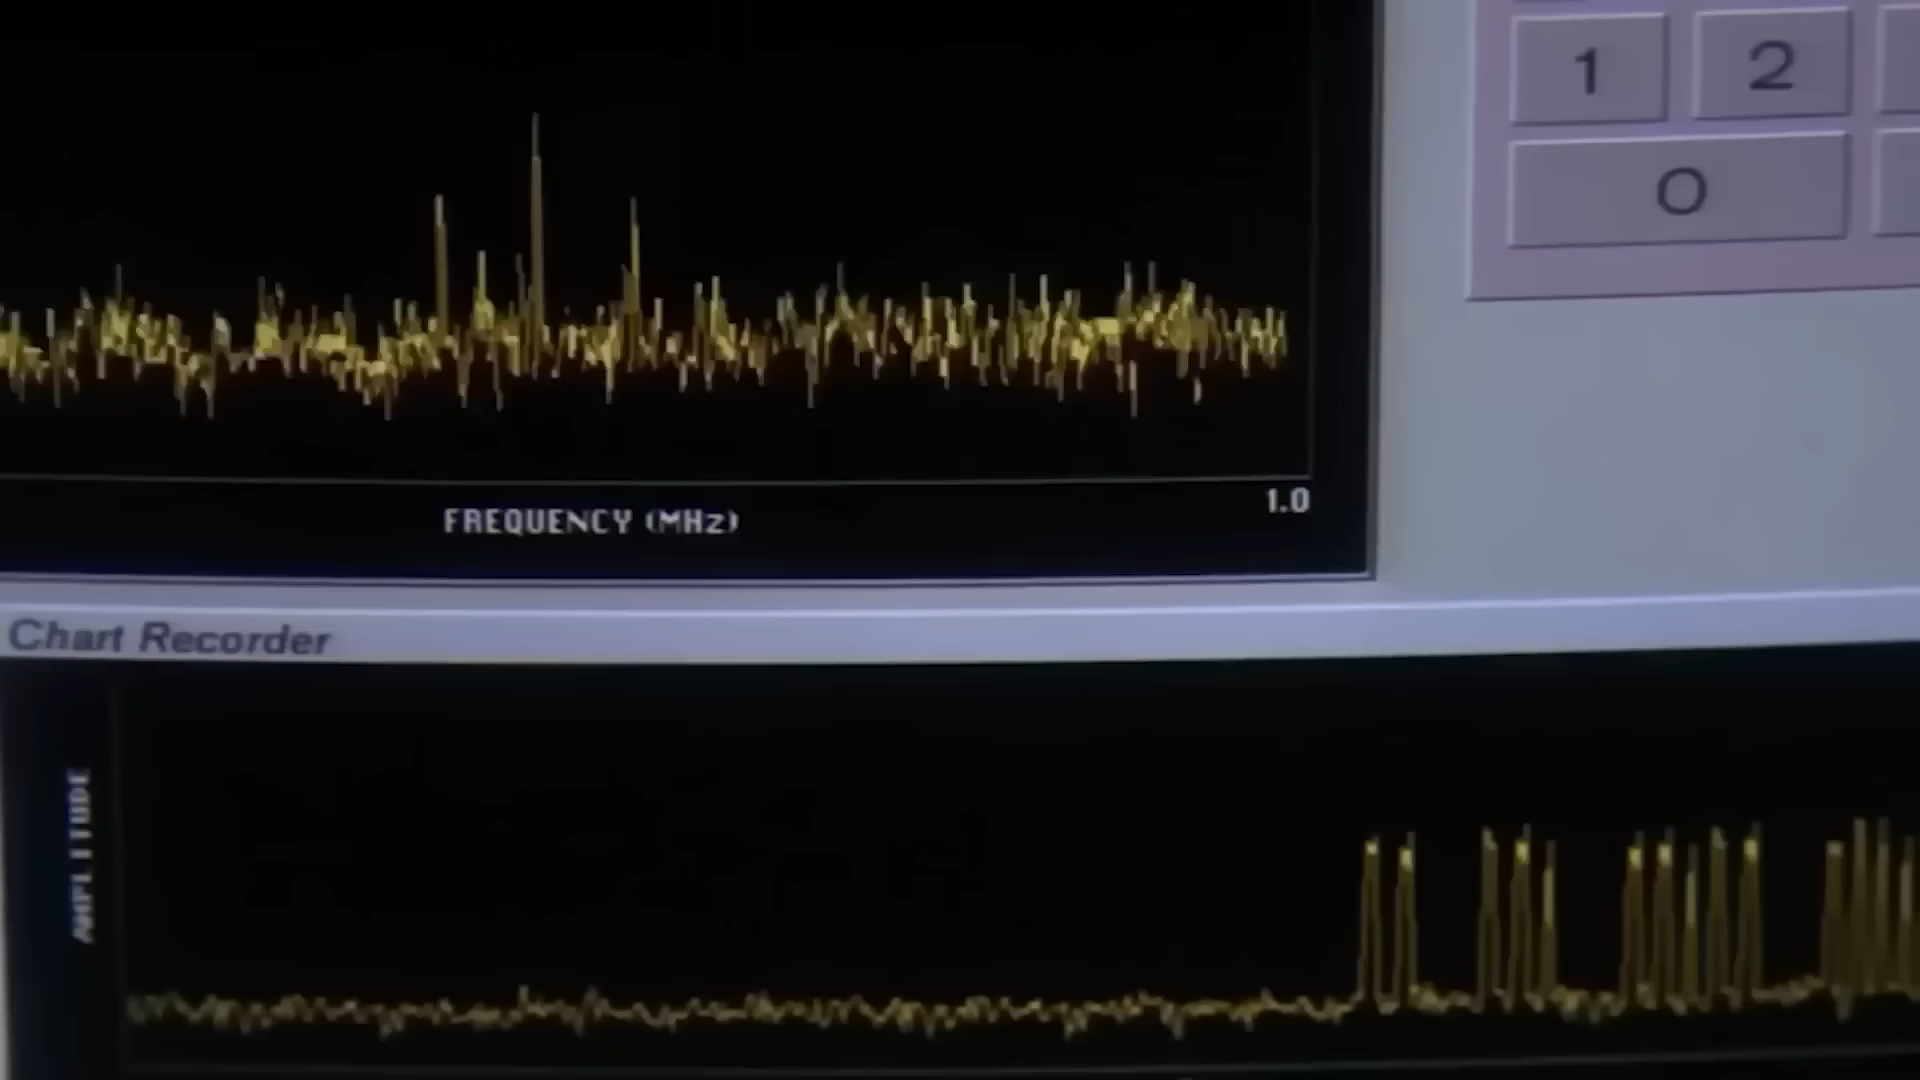 1 2
0
1.0
FREQUENCY (MHz)
Chart Recorder
AMPLITUDE